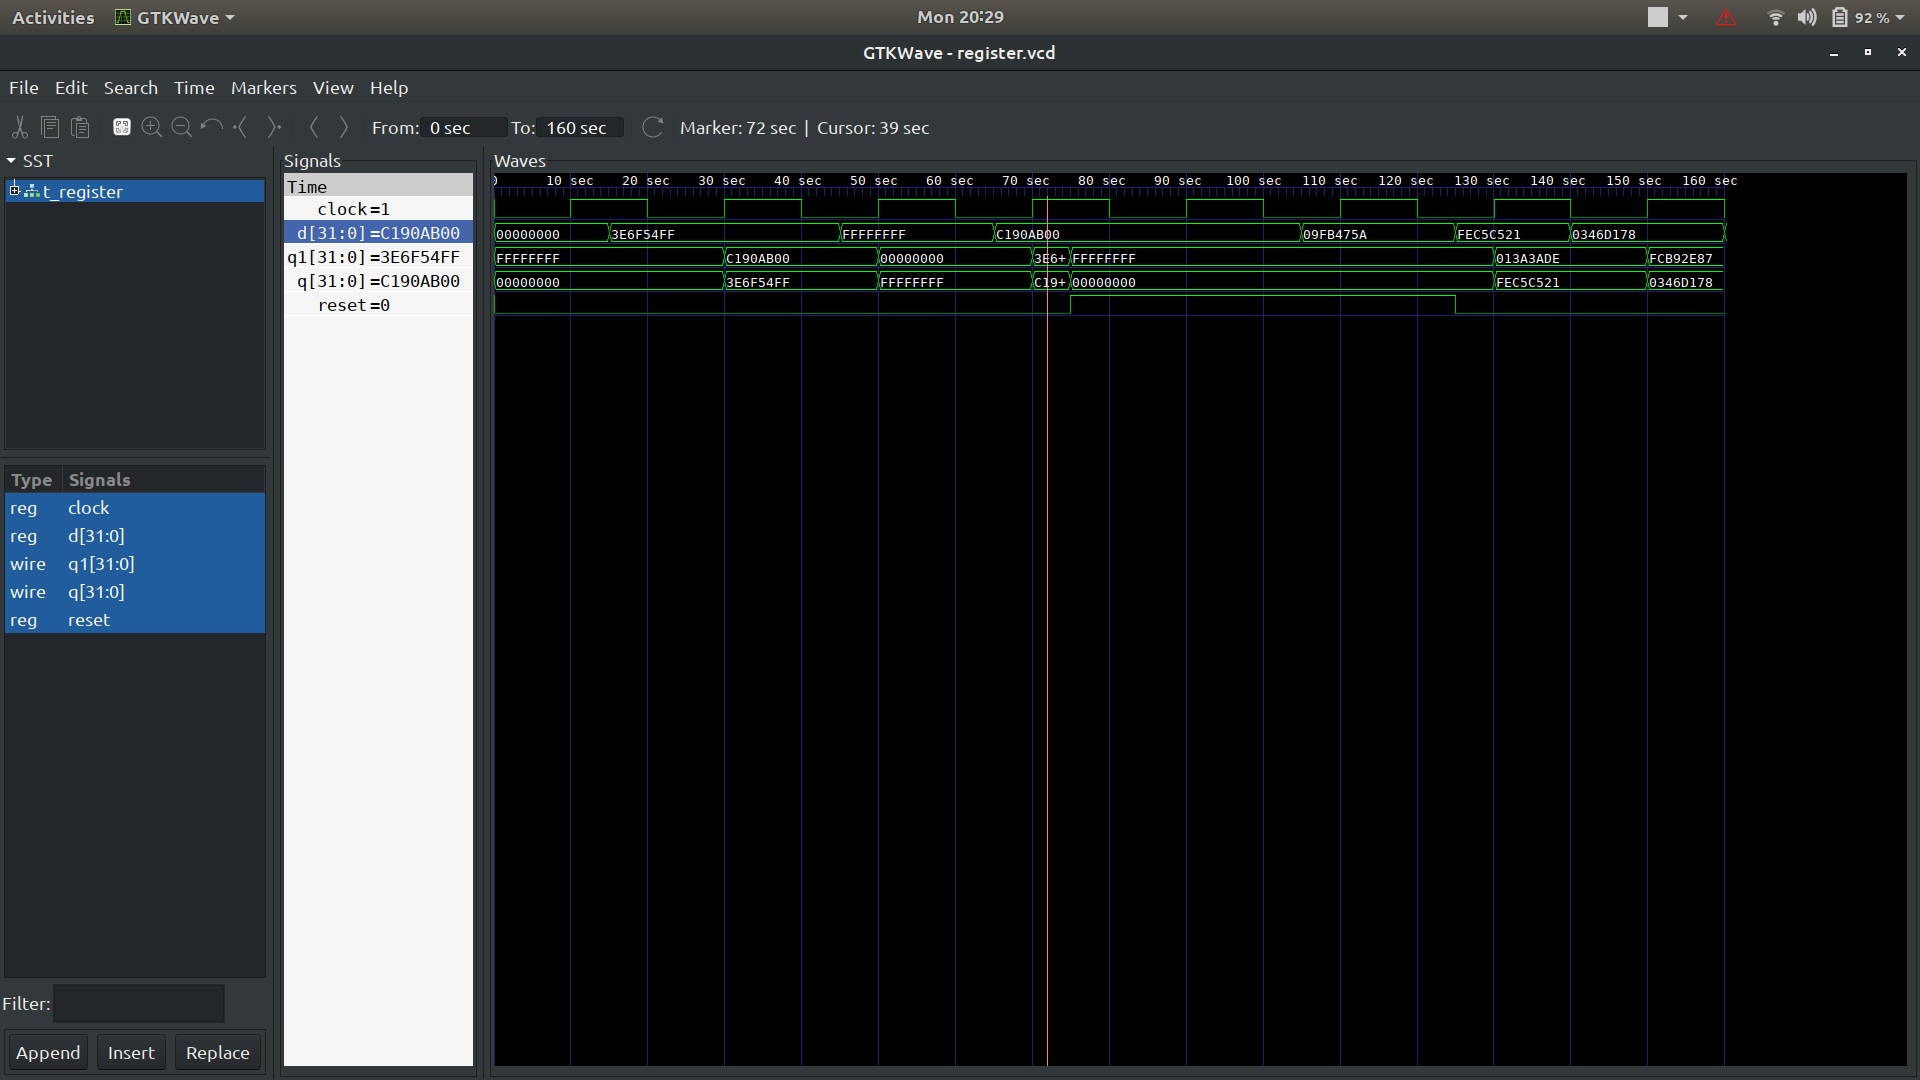 Activities GTKWave Mon 20:29 92 %
GTKWave - register.vcd
File Edit Search Time Markers View Help
From: 0 sec To: 160 sec Marker: 72 sec | Cursor: 39 sec
SST
t_register
Type Signals
reg clock
reg d[31:0]
wire q1[31:0]
wire q[31:0]
reg reset
Filter:
Append Insert Replace
Signals
Time
clock=1
d[31:0]=C190AB00
q1[31:0]=3E6F54FF
q[31:0]=C190AB00
reset=0
Waves
0 10 sec 20 sec 30 sec 40 sec 50 sec 60 sec 70 sec 80 sec 90 sec 100 sec 110 sec 120 sec 130 sec 140 sec 150 sec 160 sec
00000000 3E6F54FF FFFFFFFF C190AB00 09FB475A FEC5C521 0346D178
FFFFFFFF C190AB00 00000000 3E6+ FFFFFFFF 013A3ADE FCB92E87
00000000 3E6F54FF FFFFFFFF C19+ 00000000 FEC5C521 0346D178